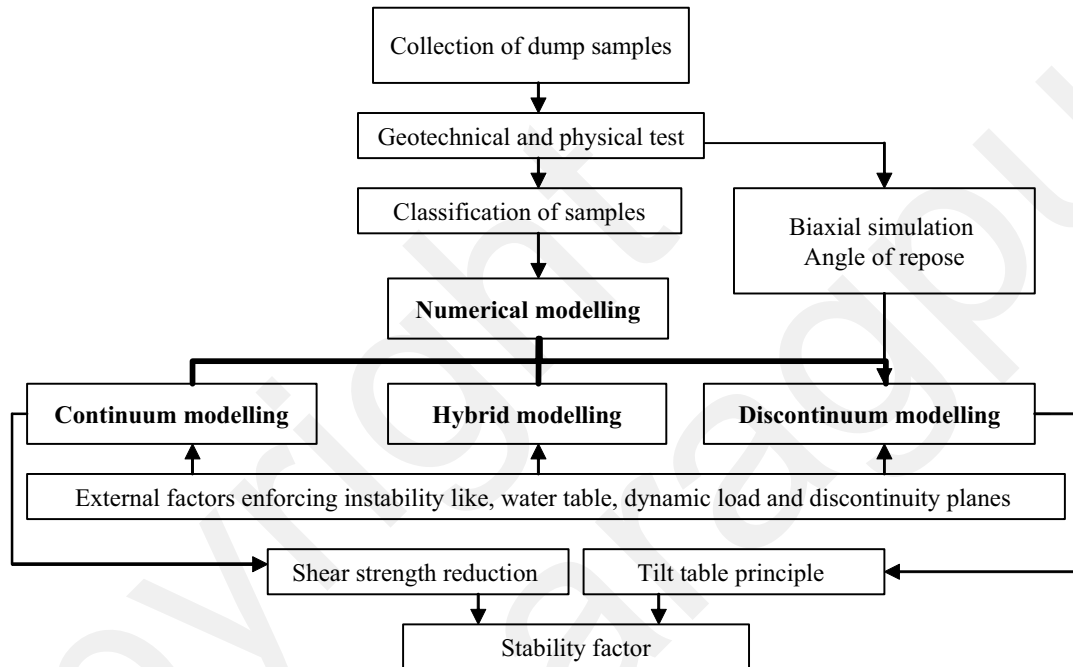 Collection of dump samples
Geotechnical and physical test
Classification of samples
Biaxial simulation
Angle of repose
Numerical modelling
Continuum modelling
Hybrid modelling
Discontinuum modelling
External factors enforcing instability like, water table, dynamic load and discontinuity planes
Shear strength reduction
Tilt table principle
Stability factor